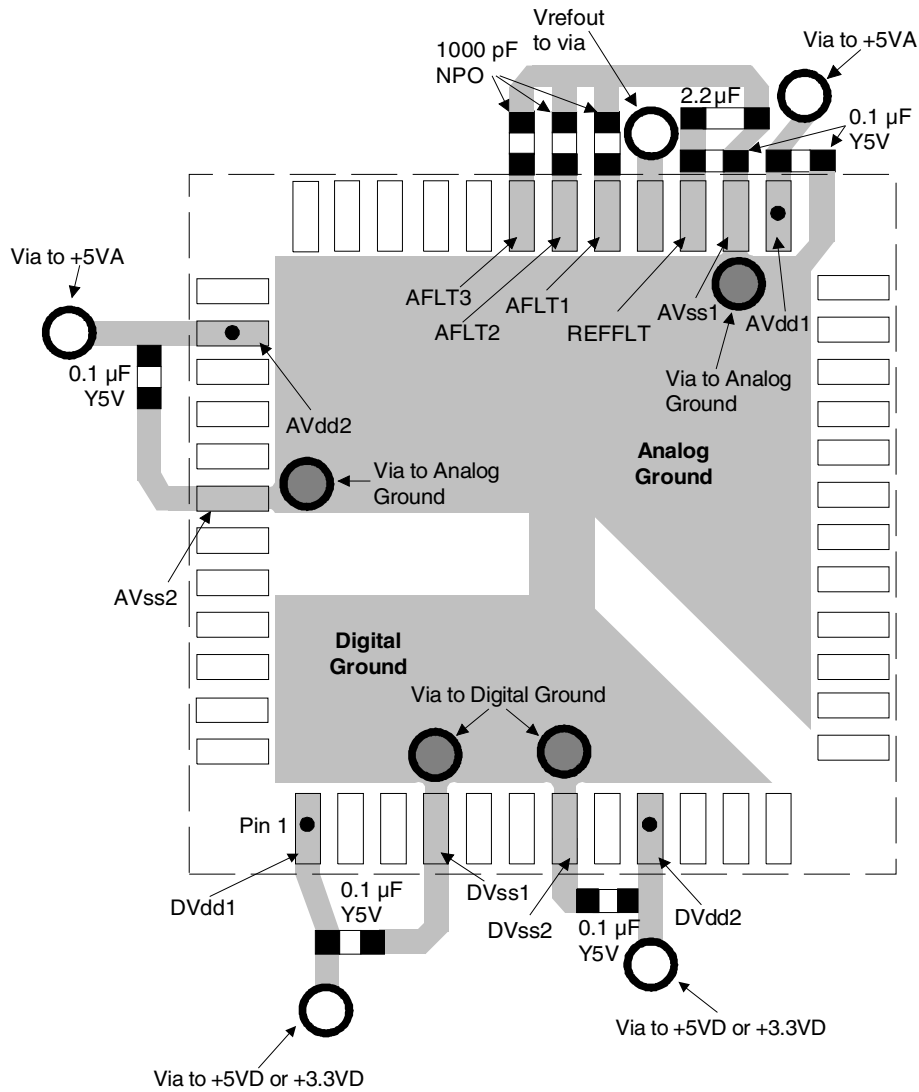 Vrefout
to via
Via to +5VA
1000 pF
NPO
2.2 µF
0.1 µF
Y5V
Via to +5VA
AFLT3
AFLT2
AFLT1
REFFLT
AVss1
AVdd1
0.1 µF
Y5V
Via to Analog
Ground
AVdd2
Analog
Ground
Via to Analog
Ground
AVss2
Digital
Ground
Via to Digital Ground
Pin 1
DVdd1
0.1 µF
Y5V
DVss1
DVss2
0.1 µF
Y5V
DVdd2
Via to +5VD or +3.3VD
Via to +5VD or +3.3VD